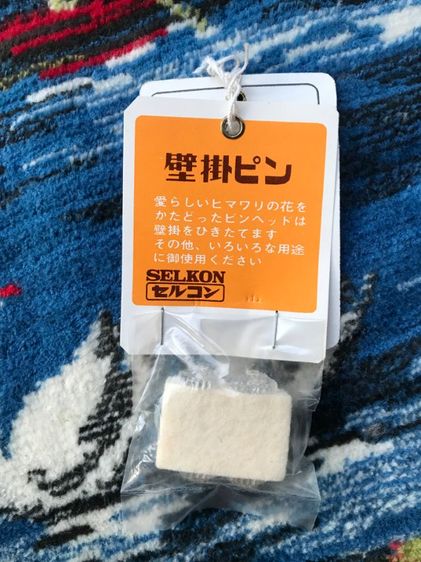 壁掛ピン
愛らしいヒマワリの花を
かたどったピンヘッドは
壁掛をひきたてます
その他、いろいろな用途
に御使用ください
SELKON
セルコン